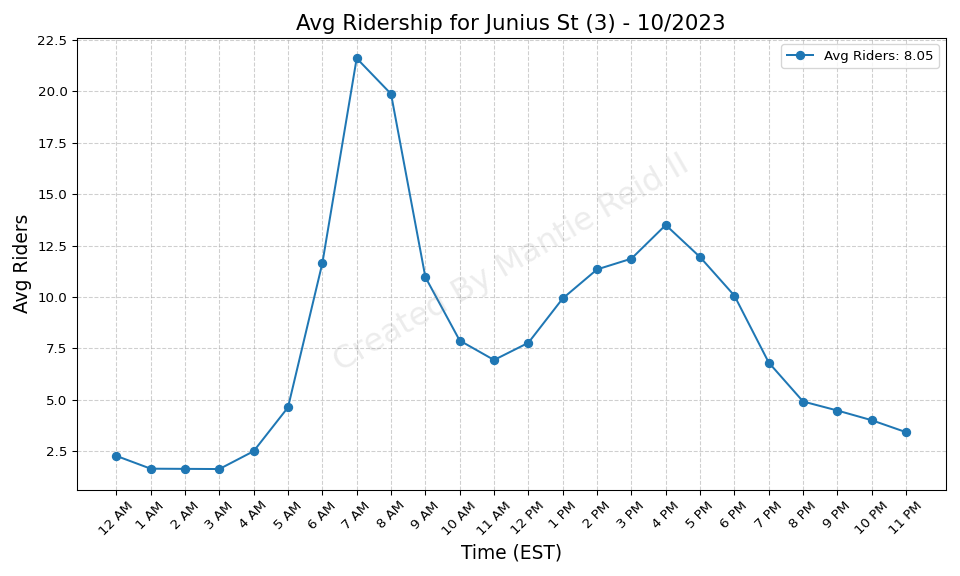 Avg Ridership for Junius St (3) - 10/2023
Avg Riders: 8.05
Avg Riders
22.5
20.0
17.5
15.0
12.5
10.0
7.5
5.0
2.5
Created By Mantie Reid II
12 AM
1 AM
2 AM
3 AM
4 AM
5 AM
6 AM
7 AM
8 AM
9 AM
10 AM
11 AM
12 PM
1 PM
2 PM
3 PM
4 PM
5 PM
6 PM
7 PM
8 PM
9 PM
10 PM
11 PM
Time (EST)